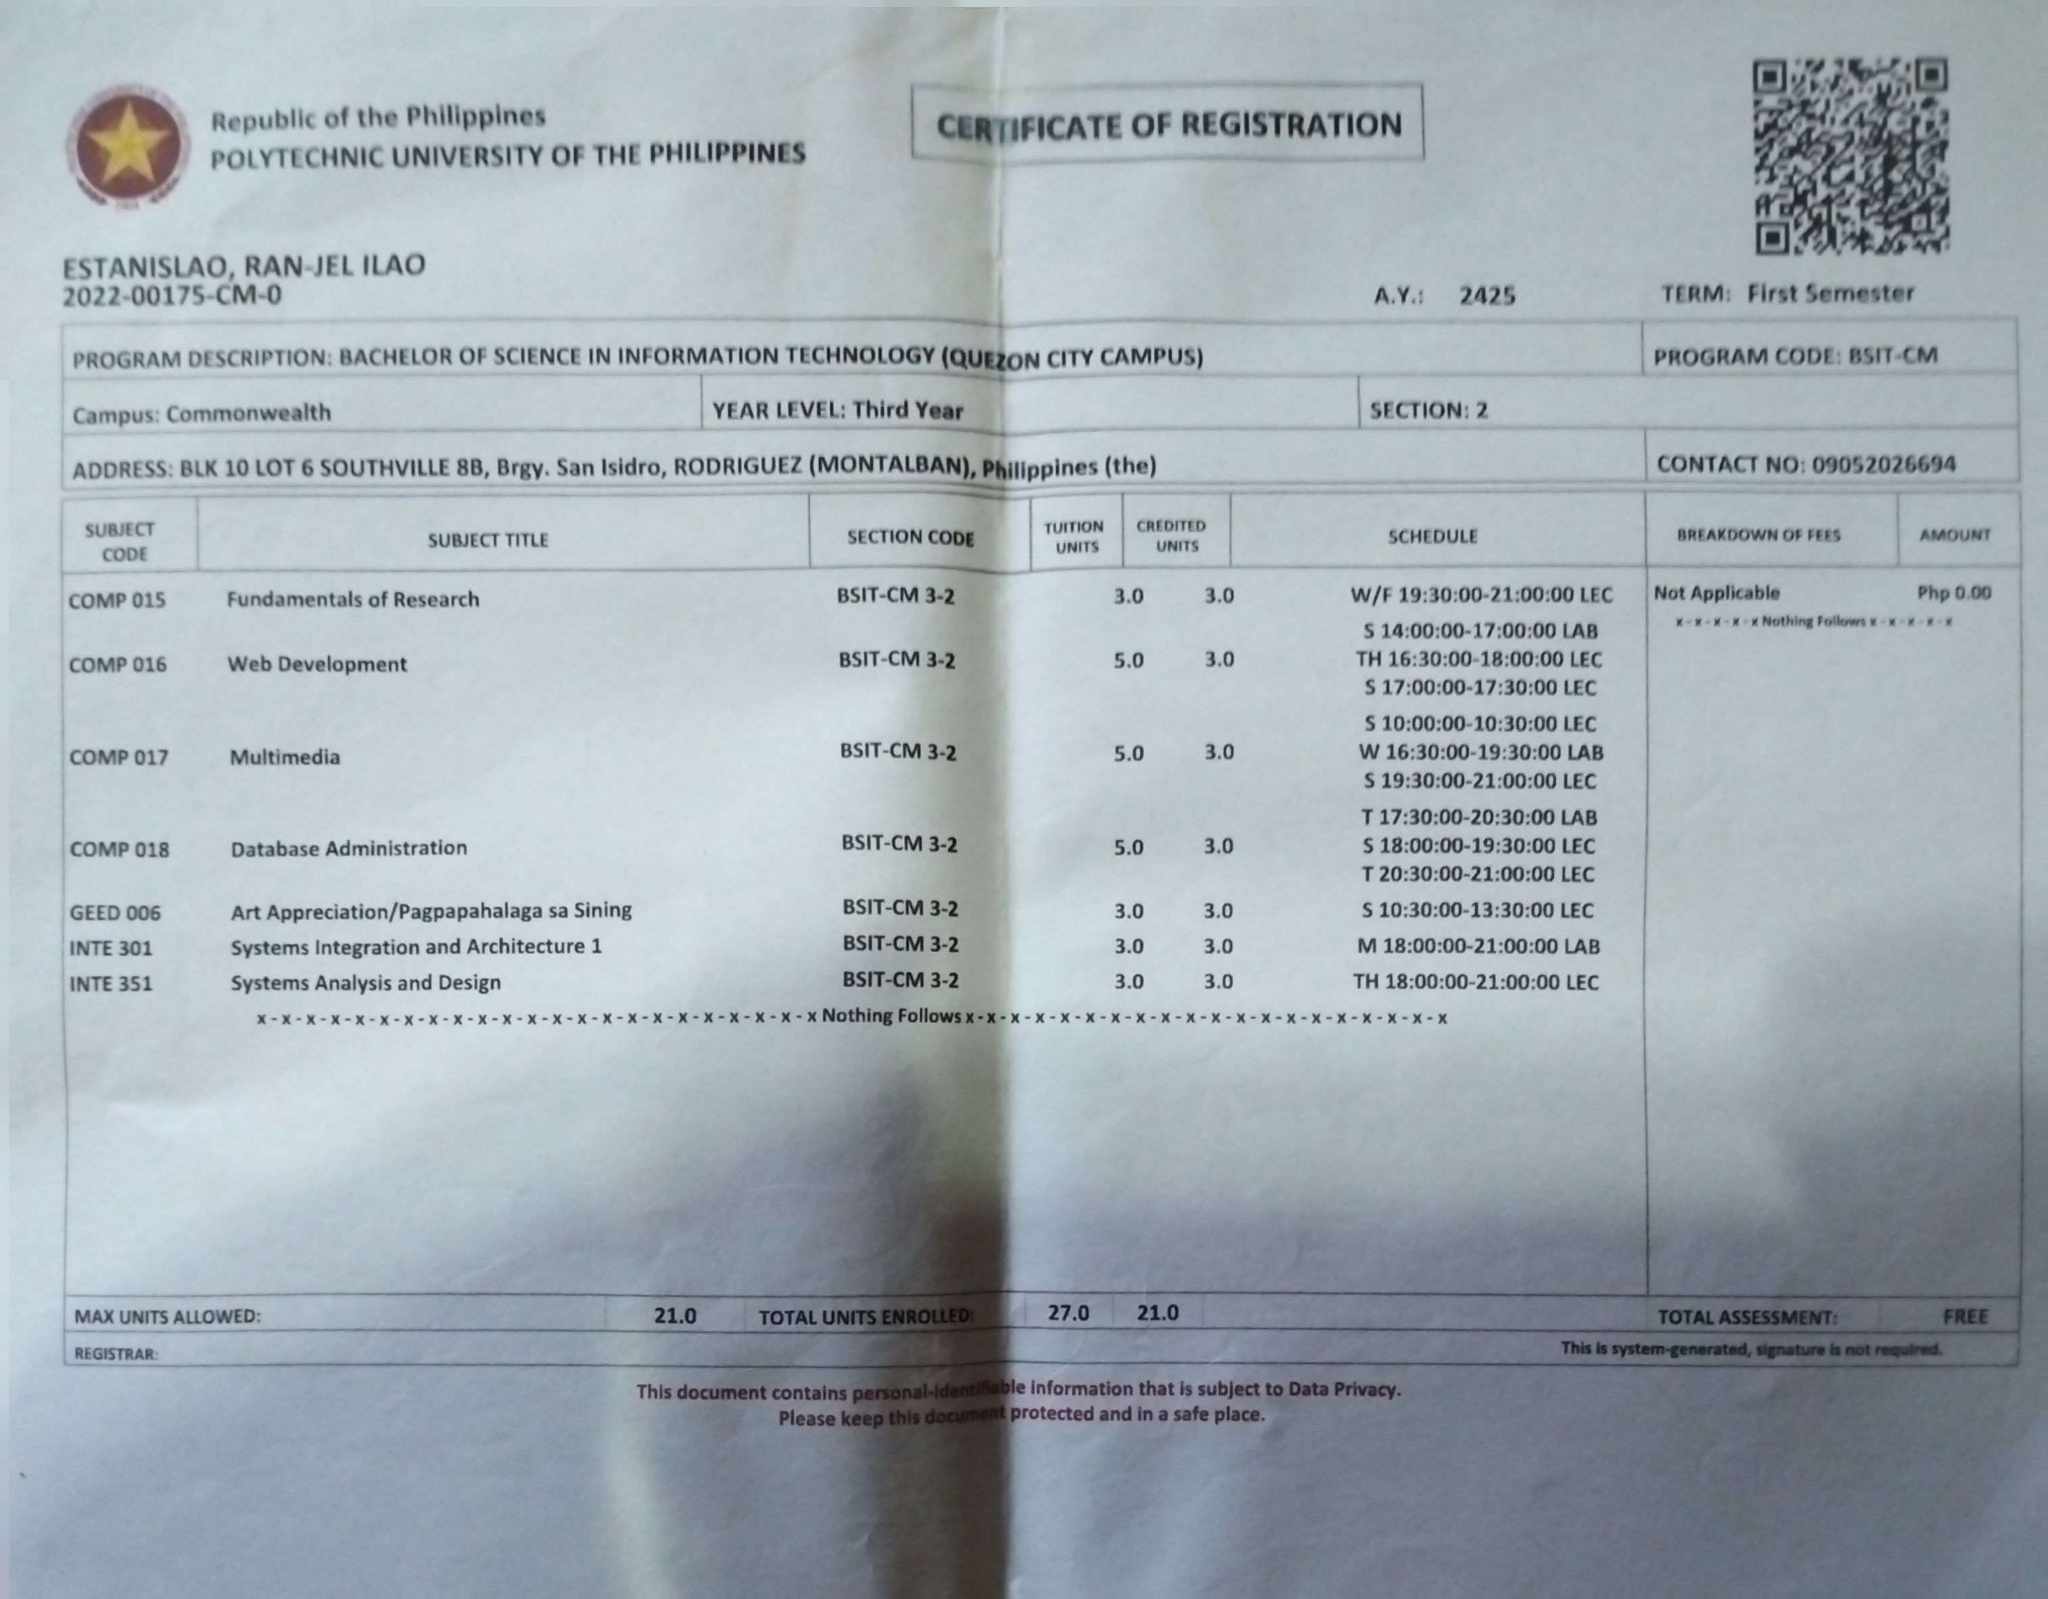 Republic of the Philippines
POLYTECHNIC UNIVERSITY OF THE PHILIPPINES
CERTIFICATE OF REGISTRATION
ESTANISLAO, RAN-JEL ILAO
2022-00175-CM-0
A.Y.: 2425 TERM: First Semester
PROGRAM DESCRIPTION: BACHELOR OF SCIENCE IN INFORMATION TECHNOLOGY (QUEZON CITY CAMPUS) PROGRAM CODE: BSIT-CM
Campus: Commonwealth YEAR LEVEL: Third Year SECTION: 2
ADDRESS: BLK 10 LOT 6 SOUTHVILLE 8B, Brgy. San Isidro, RODRIGUEZ (MONTALBAN), Philippines (the) CONTACT NO: 09052026694
SUBJECT CODE SUBJECT TITLE SECTION CODE TUITION UNITS CREDITED UNITS SCHEDULE BREAKDOWN OF FEES AMOUNT
COMP 015 Fundamentals of Research BSIT-CM 3-2 3.0 3.0 W/F 19:30:00-21:00:00 LEC Not Applicable Php 0.00
x - x - x - x - x Nothing Follows x - x - x - x - x
S 14:00:00-17:00:00 LAB
COMP 016 Web Development BSIT-CM 3-2 5.0 3.0 TH 16:30:00-18:00:00 LEC
S 17:00:00-17:30:00 LEC
S 10:00:00-10:30:00 LEC
COMP 017 Multimedia BSIT-CM 3-2 5.0 3.0 W 16:30:00-19:30:00 LAB
S 19:30:00-21:00:00 LEC
T 17:30:00-20:30:00 LAB
COMP 018 Database Administration BSIT-CM 3-2 5.0 3.0 S 18:00:00-19:30:00 LEC
T 20:30:00-21:00:00 LEC
GEED 006 Art Appreciation/Pagpapahalaga sa Sining BSIT-CM 3-2 3.0 3.0 S 10:30:00-13:30:00 LEC
INTE 301 Systems Integration and Architecture 1 BSIT-CM 3-2 3.0 3.0 M 18:00:00-21:00:00 LAB
INTE 351 Systems Analysis and Design BSIT-CM 3-2 3.0 3.0 TH 18:00:00-21:00:00 LEC
x - x - x - x - x - x - x - x - x - x - x - x - x - x - x - x - x - x - x - x - x - x - x Nothing Follows x - x - x - x - x - x - x - x - x - x - x - x - x - x - x - x - x - x - x - x
MAX UNITS ALLOWED: 21.0 TOTAL UNITS ENROLLED: 27.0 21.0 TOTAL ASSESSMENT: FREE
REGISTRAR: This is system-generated, signature is not required.
This document contains personal-identifiable information that is subject to Data Privacy.
Please keep this document protected and in a safe place.